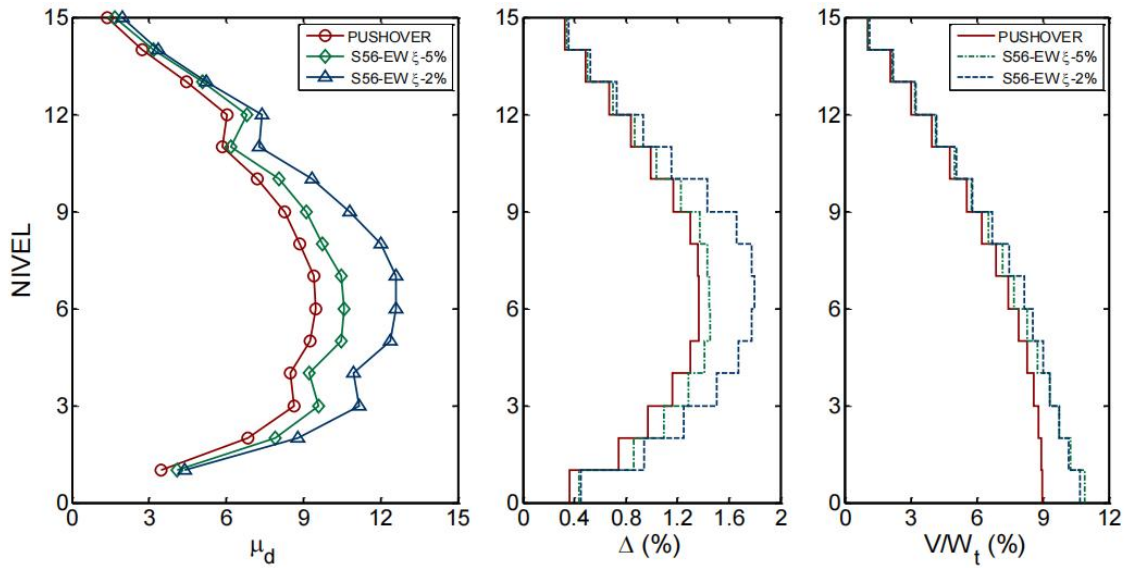 15
12
9
6
3
0
NIVEL
0 3 6 9 12 15
μd
PUSHOVER
S56-EW ξ-5%
S56-EW ξ-2%
15
12
9
6
3
0
0.4 0.8 1.2 1.6 2
Δ (%)
15
12
9
6
3
0
0 3 6 9 12
V/Wt (%)
PUSHOVER
S56-EW ξ-5%
S56-EW ξ-2%